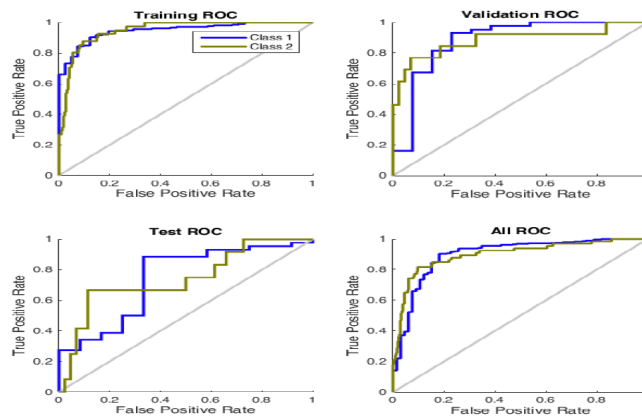 Training ROC
1
0.8
0.6
0.4
0.2
0
True Positive Rate
Class 1
Class 2
0 0.2 0.4 0.6 0.8 1
False Positive Rate
Validation ROC
1
0.8
0.6
0.4
0.2
0
True Positive Rate
0 0.2 0.4 0.6 0.8
False Positive Rate
Test ROC
1
0.8
0.6
0.4
0.2
0
True Positive Rate
0 0.2 0.4 0.6 0.8 1
False Positive Rate
All ROC
1
0.8
0.6
0.4
0.2
0
True Positive Rate
0 0.2 0.4 0.6 0.8
False Positive Rate